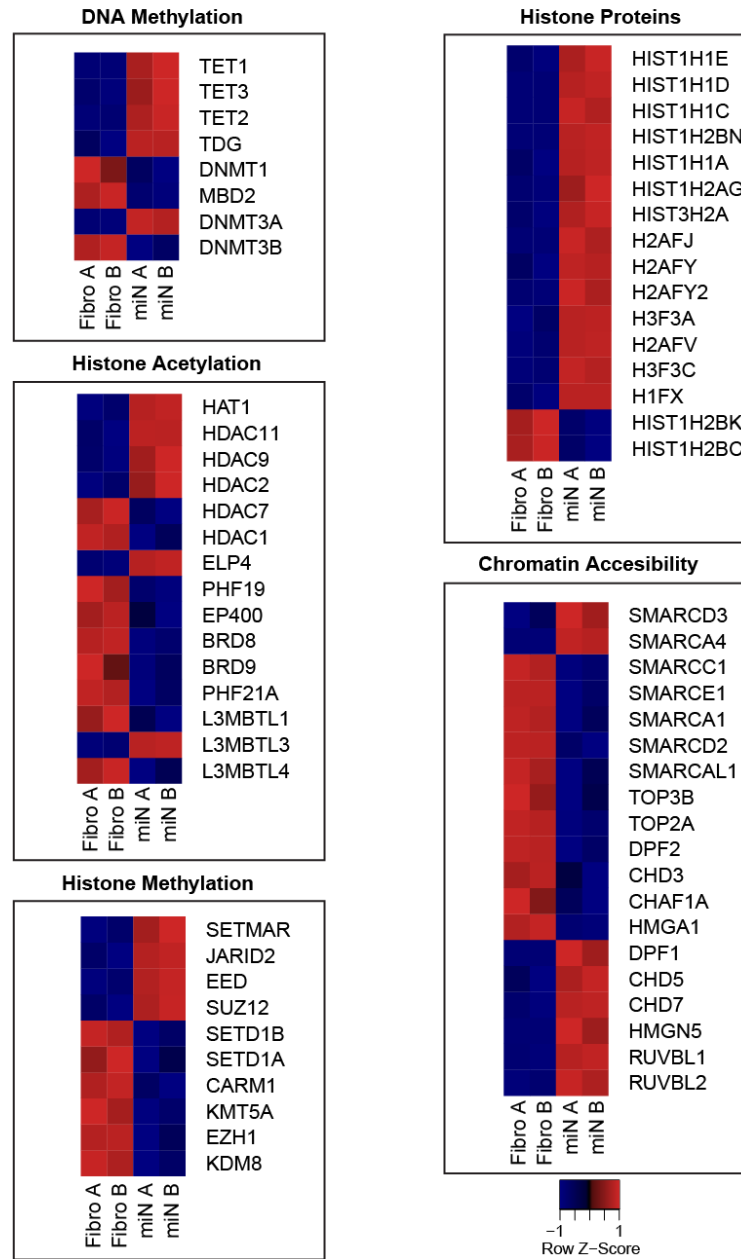 DNA Methylation
TET1
TET3
TET2
TDG
DNMT1
MBD2
DNMT3A
DNMT3B
Fibro A
Fibro B
miN A
miN B
Histone Acetylation
HAT1
HDAC11
HDAC9
HDAC2
HDAC7
HDAC1
ELP4
PHF19
EP400
BRD8
BRD9
PHF21A
L3MBTL1
L3MBTL3
L3MBTL4
Fibro A
Fibro B
miN A
miN B
Histone Methylation
SETMAR
JARID2
EED
SUZ12
SETD1B
SETD1A
CARM1
KMT5A
EZH1
KDM8
Fibro A
Fibro B
miN A
miN B
Histone Proteins
HIST1H1E
HIST1H1D
HIST1H1C
HIST1H2BN
HIST1H1A
HIST1H2AG
HIST3H2A
H2AFJ
H2AFY
H2AFY2
H3F3A
H2AFV
H3F3C
H1FX
HIST1H2BK
HIST1H2BC
Fibro A
Fibro B
miN A
miN B
Chromatin Accesibility
SMARCD3
SMARCA4
SMARCC1
SMARCE1
SMARCA1
SMARCD2
SMARCAL1
TOP3B
TOP2A
DPF2
CHD3
CHAF1A
HMGA1
DPF1
CHD5
CHD7
HMGN5
RUVBL1
RUVBL2
Fibro A
Fibro B
miN A
miN B
−1 1
Row Z−Score